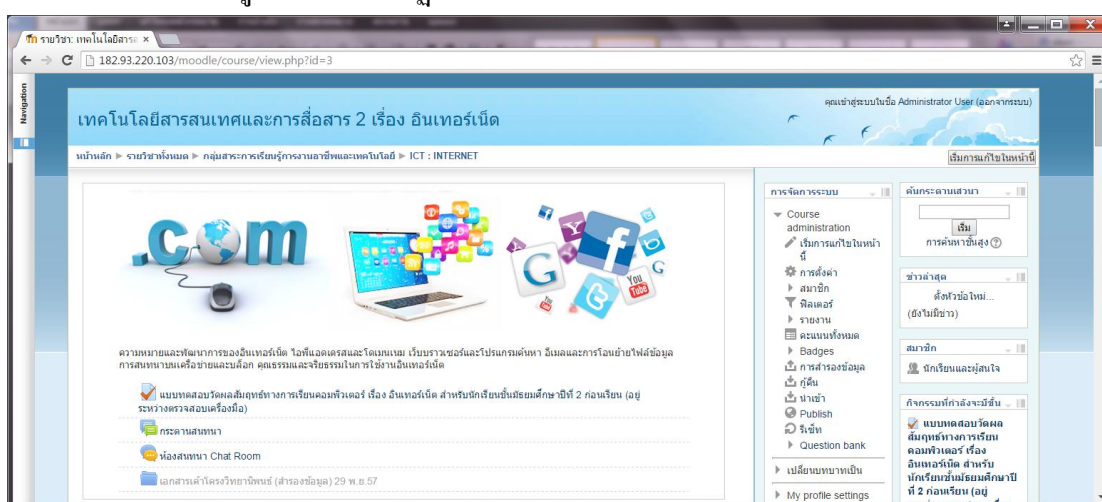 รายวิชา: เทคโนโลยีสารส
182.93.220.103/moodle/course/view.php?id=3
Navigation
คุณเข้าสู่ระบบในชื่อ Administrator User (ออกจากระบบ)
เทคโนโลยีสารสนเทศและการสื่อสาร 2 เรื่อง อินเทอร์เน็ต
หน้าหลัก ► รายวิชาทั้งหมด ► กลุ่มสาระการเรียนรู้การงานอาชีพและเทคโนโลยี ► ICT : INTERNET
เริ่มการแก้ไขในหน้านี้
.com
You
Tube
ความหมายและพัฒนาการของอินเทอร์เน็ต ไอพีแอดเดรสและโดเมนเนม เว็บบราวเซอร์และโปรแกรมค้นหา อีเมลและการโอนย้ายไฟล์ข้อมูล
การสนทนาบนเครือข่ายและบล็อก คุณธรรมและจริยธรรมในการใช้งานอินเทอร์เน็ต
แบบทดสอบวัดผลสัมฤทธ์ทางการเรียนคอมพิวเตอร์ เรื่อง อินเทอร์เน็ต สำหรับนักเรียนชั้นมัธยมศึกษาปีที่ 2 ก่อนเรียน (อยู่
ระหว่างตรวจสอบเครื่องมือ)
กระดานสนทนา
ห้องสนทนา Chat Room
เอกสารเค้าโครงวิทยานิพนธ์ (สำรองข้อมูล) 29 พ.ย.57
การจัดการระบบ
Course
administration
เริ่มการแก้ไขในหน้า
นี้
การตั้งค่า
สมาชิก
ฟิลเตอร์
รายงาน
คะแนนทั้งหมด
Badges
การสำรองข้อมูล
กู้คืน
นำเข้า
Publish
รีเซ็ท
Question bank
เปลี่ยนบทบาทเป็น
My profile settings
ค้นกระดานเสวนา
เริ่ม
การค้นหาขั้นสูง
ข่าวล่าสุด
ตั้งหัวข้อใหม่...
(ยังไม่มีข่าว)
สมาชิก
นักเรียนและผู้สนใจ
กิจกรรมที่กำลังจะมีขึ้น
แบบทดสอบวัดผล
สัมฤทธ์ทางการเรียน
คอมพิวเตอร์ เรื่อง
อินเทอร์เน็ต สำหรับ
นักเรียนชั้นมัธยมศึกษาปี
ที่ 2 ก่อนเรียน (อยู่